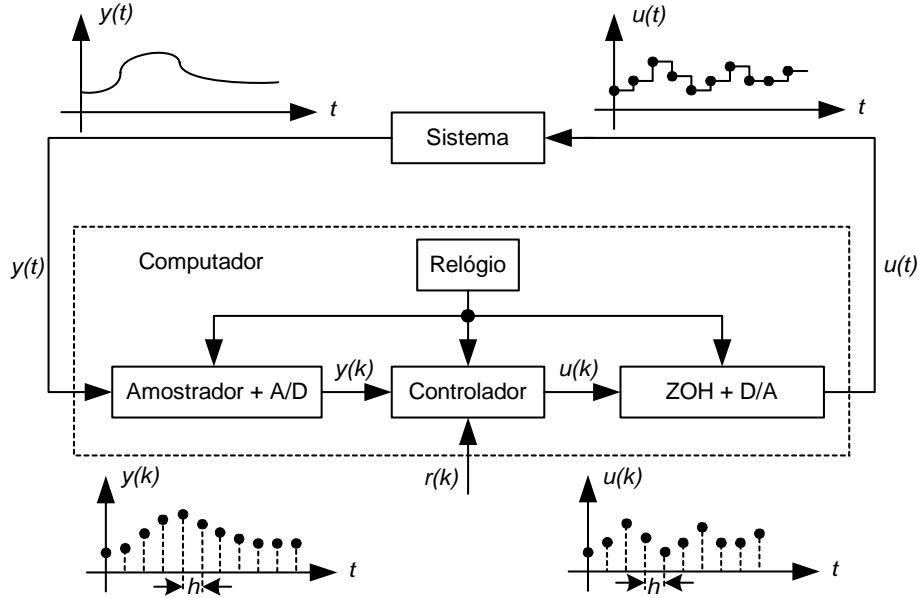 y(t)
t
u(t)
t
Sistema
y(t)
Computador
Relógio
u(t)
Amostrador + A/D
y(k)
Controlador
u(k)
ZOH + D/A
r(k)
y(k)
h
t
u(k)
h
t